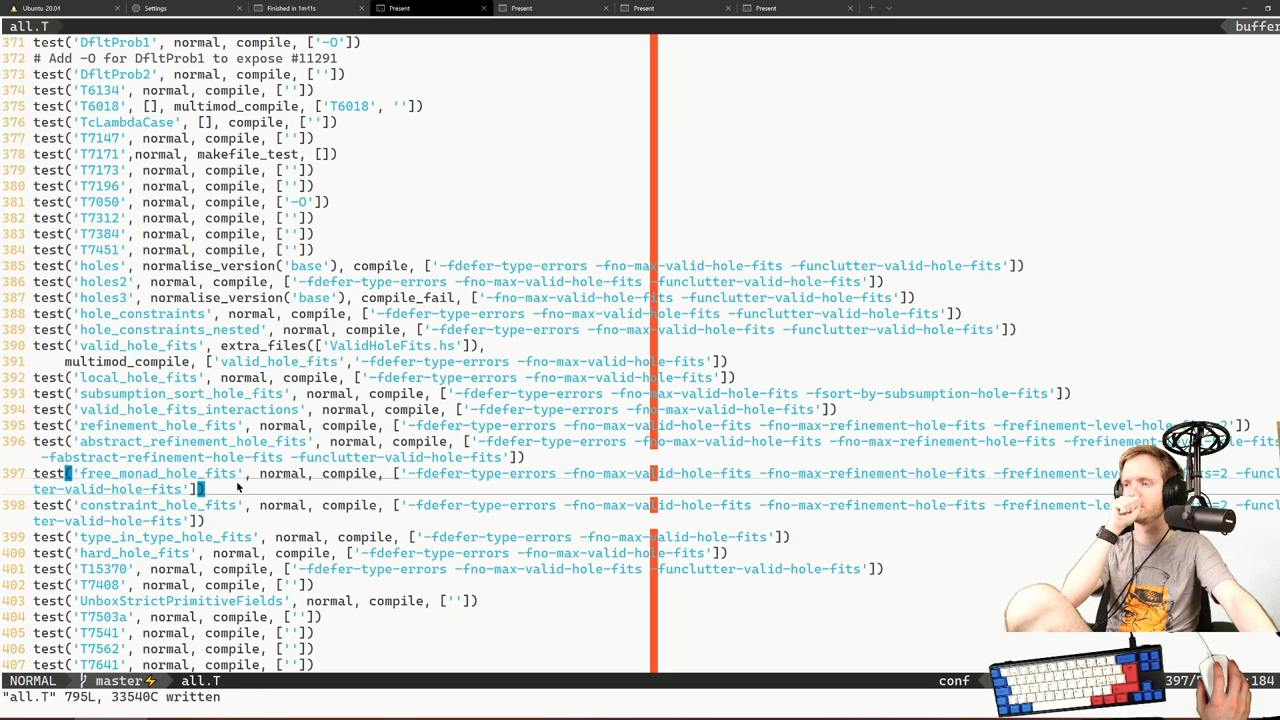 Ubuntu 20.04
Settings
Finished in 1m41s
Present
Present
Present
Present
all.T
buffer
371 test('DfltProb1', normal, compile, ['-O'])
372 # Add -O for DfltProb1 to expose #11291
373 test('DfltProb2', normal, compile, [''])
374 test('T6134', normal, compile, [''])
375 test('T6018', [], multimod_compile, ['T6018', ''])
376 test('TcLambdaCase', [], compile, [''])
377 test('T7147', normal, compile, [''])
378 test('T7171',normal, makefile_test, [])
379 test('T7173', normal, compile, [''])
380 test('T7196', normal, compile, [''])
381 test('T7050', normal, compile, ['-O'])
382 test('T7312', normal, compile, [''])
383 test('T7384', normal, compile, [''])
384 test('T7451', normal, compile, [''])
385 test('holes', normalise_version('base'), compile, ['-fdefer-type-errors -fno-max-valid-hole-fits -funclutter-valid-hole-fits'])
386 test('holes2', normal, compile, ['-fdefer-type-errors -fno-max-valid-hole-fits -funclutter-valid-hole-fits'])
387 test('holes3', normalise_version('base'), compile_fail, ['-fno-max-valid-hole-fits -funclutter-valid-hole-fits'])
388 test('hole_constraints', normal, compile, ['-fdefer-type-errors -fno-max-valid-hole-fits -funclutter-valid-hole-fits'])
389 test('hole_constraints_nested', normal, compile, ['-fdefer-type-errors -fno-max-valid-hole-fits -funclutter-valid-hole-fits'])
390 test('valid_hole_fits', extra_files(['ValidHoleFits.hs']),
391 multimod_compile, ['valid_hole_fits','-fdefer-type-errors -fno-max-valid-hole-fits'])
392 test('local_hole_fits', normal, compile, ['-fdefer-type-errors -fno-max-valid-hole-fits'])
393 test('subsumption_sort_hole_fits', normal, compile, ['-fdefer-type-errors -fno-max-valid-hole-fits -fsort-by-subsumption-hole-fits'])
394 test('valid_hole_fits_interactions', normal, compile, ['-fdefer-type-errors -fno-max-valid-hole-fits'])
395 test('refinement_hole_fits', normal, compile, ['-fdefer-type-errors -fno-max-valid-hole-fits -fno-max-refinement-hole-fits -frefinement-level-hole 2'])
396 test('abstract_refinement_hole_fits', normal, compile, ['-fdefer-type-errors -fno-max-valid-hole-fits -fno-max-refinement-hole-fits -frefinement- -hole-fits
-fabstract-refinement-hole-fits -funclutter-valid-hole-fits'])
397 test('free_monad_hole_fits', normal, compile, ['-fdefer-type-errors -fno-max-valid-hole-fits -fno-max-refinement-hole-fits -frefinement-lev =2 -funcl
ter-valid-hole-fits'])
398 test('constraint_hole_fits', normal, compile, ['-fdefer-type-errors -fno-max-valid-hole-fits -fno-max-refinement-hole-fits -frefinement-le =2 -funcl
ter-valid-hole-fits'])
399 test('type_in_type_hole_fits', normal, compile, ['-fdefer-type-errors -fno-max-valid-hole-fits'])
400 test('hard_hole_fits', normal, compile, ['-fdefer-type-errors -fno-max-valid-hole-fits'])
401 test('T15370', normal, compile, ['-fdefer-type-errors -fno-max-valid-hole-fits -funclutter-valid-hole-fits'])
402 test('T7408', normal, compile, [''])
403 test('UnboxStrictPrimitiveFields', normal, compile, [''])
404 test('T7503a', normal, compile, [''])
405 test('T7541', normal, compile, [''])
406 test('T7562', normal, compile, [''])
407 test('T7641', normal, compile, [''])
NORMAL master all.T conf 397/ :184
"all.T" 795L, 33540C written